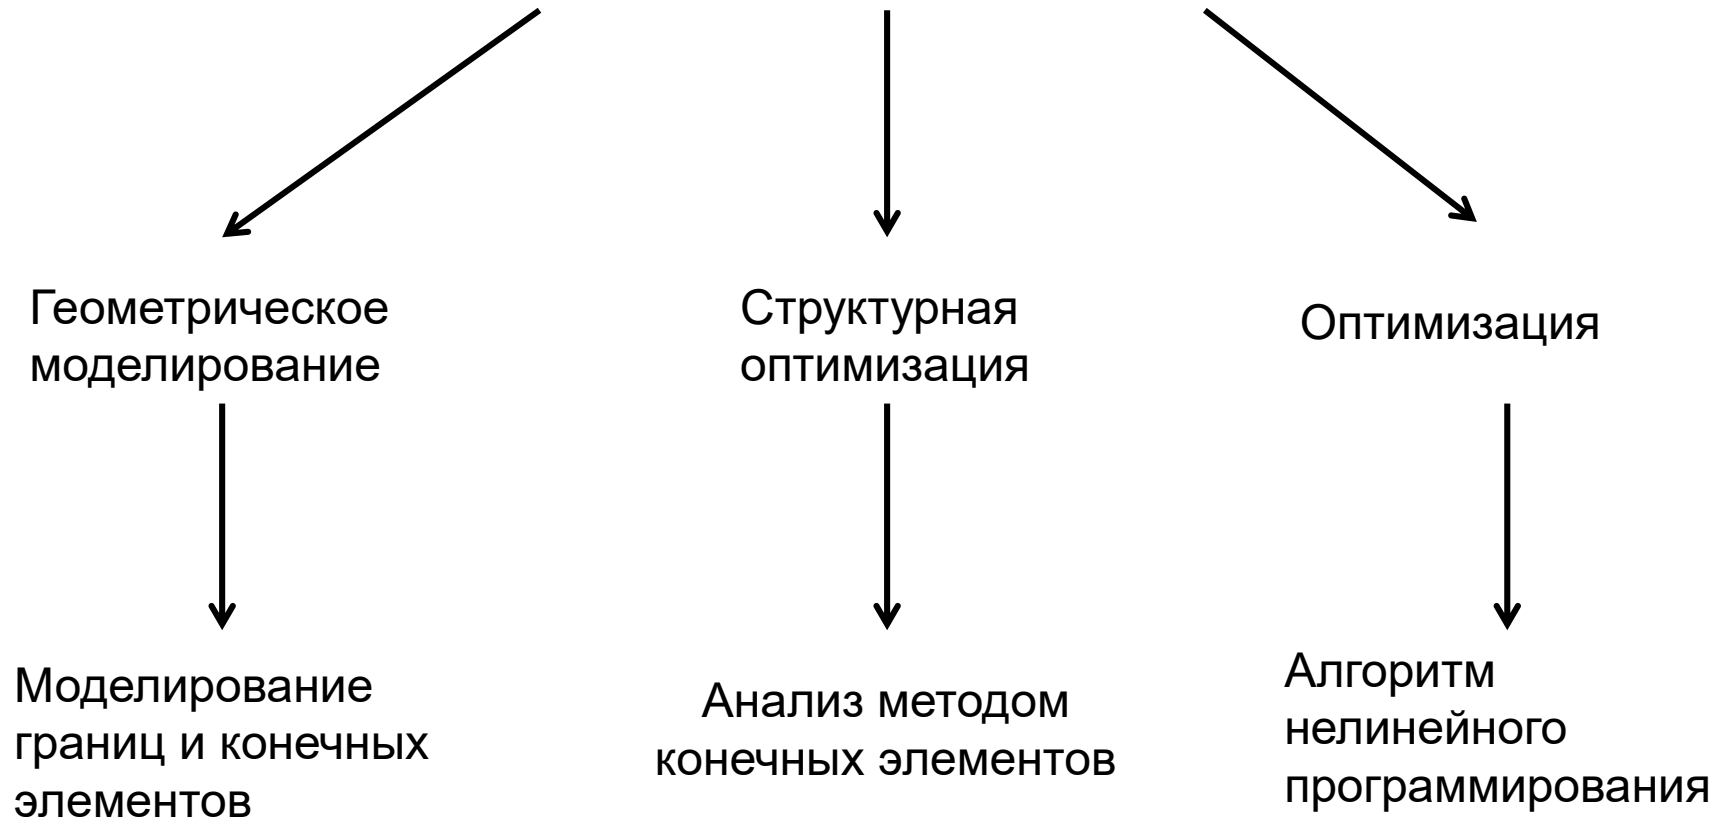 Геометрическое
моделирование
Структурная
оптимизация
Оптимизация
Моделирование
границ и конечных
элементов
Анализ методом
конечных элементов
Алгоритм
нелинейного
программирования